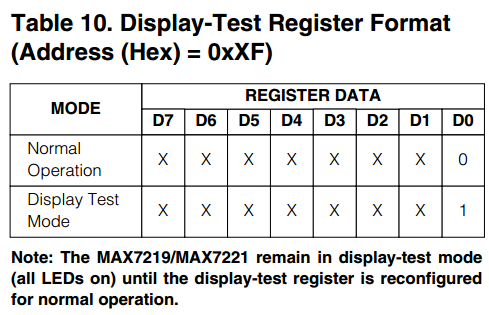 Table 10. Display-Test Register Format
(Address (Hex) = 0xXF)
MODE REGISTER DATA
D7 D6 D5 D4 D3 D2 D1 D0
Normal
Operation X X X X X X X 0
Display Test
Mode X X X X X X X 1
Note: The MAX7219/MAX7221 remain in display-test mode
(all LEDs on) until the display-test register is reconfigured
for normal operation.